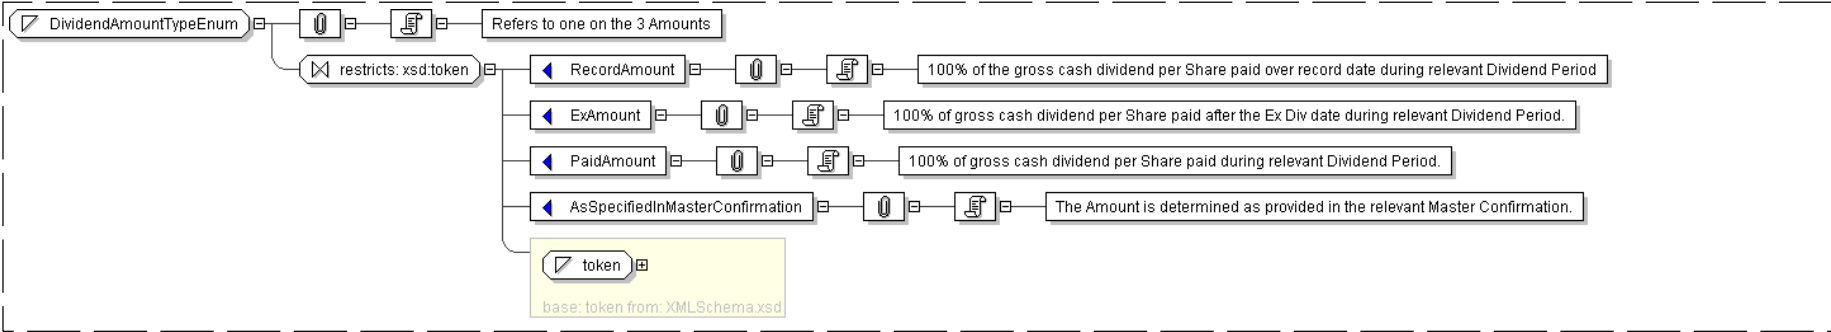 DividendAmountTypeEnum
Refers to one on the 3 Amounts
restricts: xsd:token
RecordAmount
100% of the gross cash dividend per Share paid over record date during relevant Dividend Period
ExAmount
100% of gross cash dividend per Share paid after the Ex Div date during relevant Dividend Period.
PaidAmount
100% of gross cash dividend per Share paid during relevant Dividend Period.
AsSpecifiedInMasterConfirmation
The Amount is determined as provided in the relevant Master Confirmation.
token
base: token from: XMLSchema.xsd